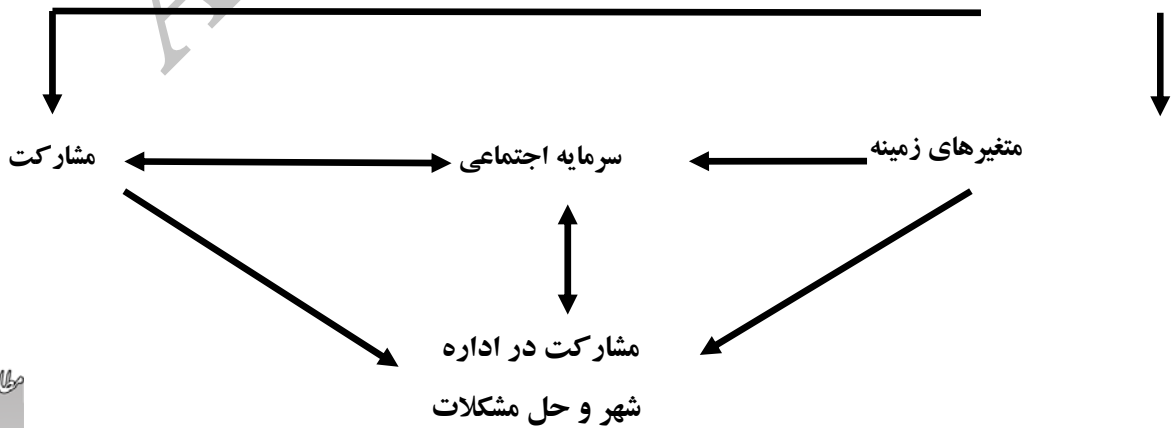 متغیرهای زمینه
سرمایه اجتماعی
مشارکت
مشارکت در اداره
شهر و حل مشکلات